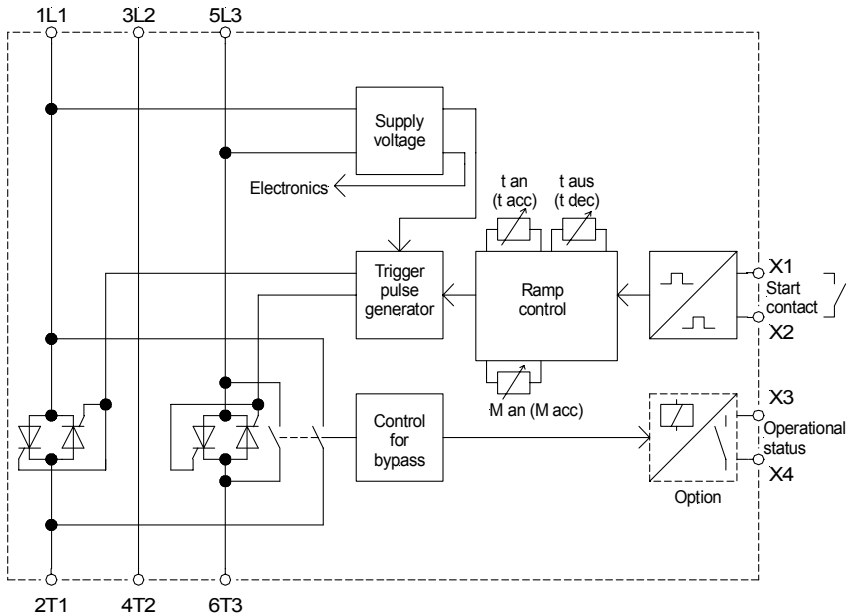 1L1 3L2 5L3
Supply
voltage
Electronics
t an
(t acc)
t aus
(t dec)
Trigger
pulse
generator
Ramp
control
X1
Start
contact
X2
M an (M acc)
Control
for
bypass
X3
Operational
status
X4
Option
2T1 4T2 6T3